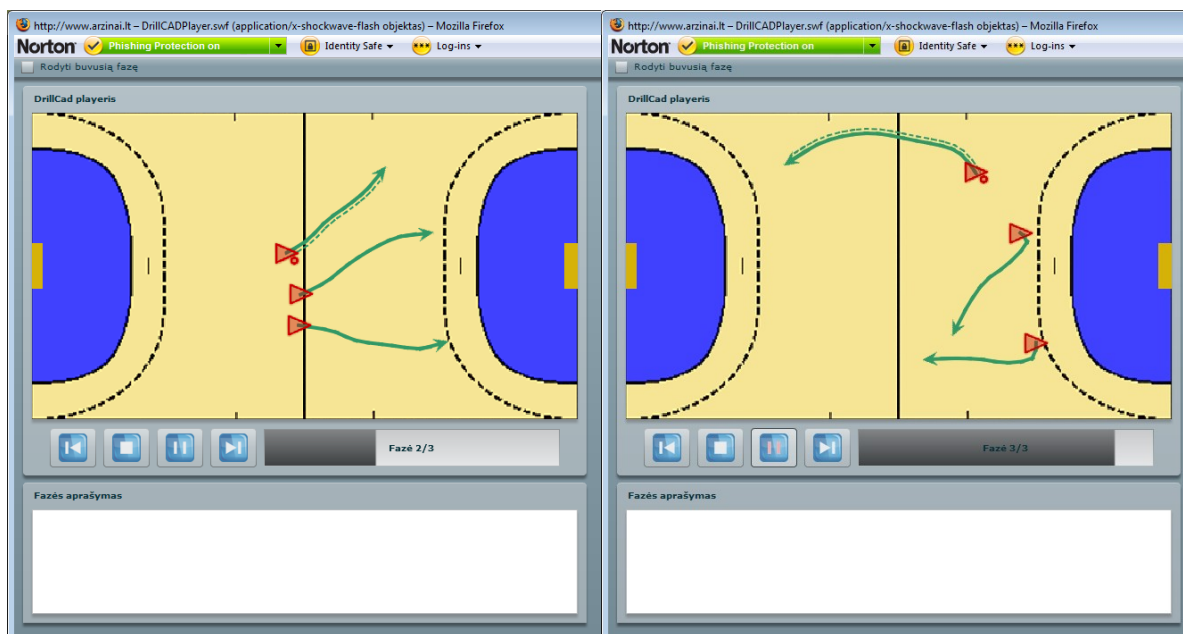 http://www.arzinai.lt – DrillCADPlayer.swf (application/x-shockwave-flash objektas) – Mozilla Firefox
Norton Phishing Protection on Identity Safe Log-ins
Rodyti buvusią fazę
DrillCad playeris
Fazė 2/3
Fazės aprašymas
http://www.arzinai.lt – DrillCADPlayer.swf (application/x-shockwave-flash objektas) – Mozilla Firefox
Norton Phishing Protection on Identity Safe Log-ins
Rodyti buvusią fazę
DrillCad playeris
Fazė 3/3
Fazės aprašymas